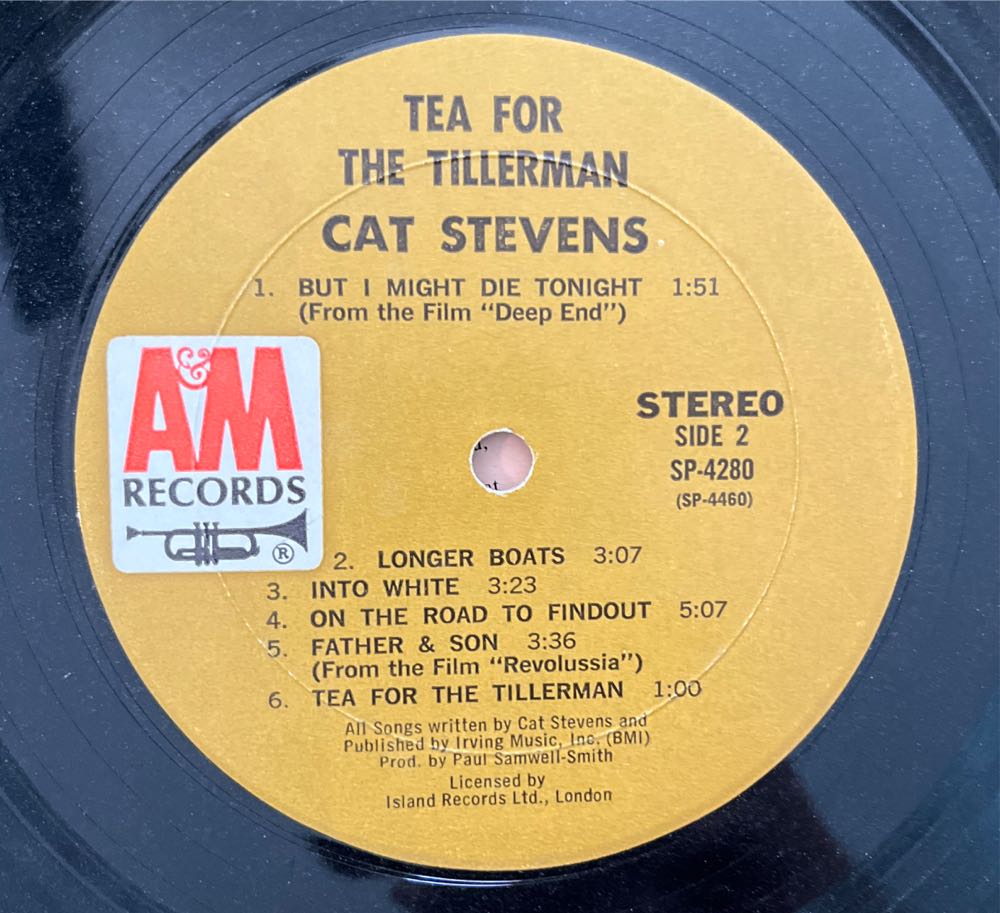 TEA FOR
THE TILLERMAN
CAT STEVENS
1. BUT I MIGHT DIE TONIGHT 1:51
(From the Film "Deep End")
A&M
RECORDS
®
STEREO
SIDE 2
SP-4280
(SP-4460)
2. LONGER BOATS 3:07
3. INTO WHITE 3:23
4. ON THE ROAD TO FINDOUT 5:07
5. FATHER & SON 3:36
(From the Film "Revolussia")
6. TEA FOR THE TILLERMAN 1:00
All Songs written by Cat Stevens and
Published by Irving Music, Inc. (BMI)
Prod. by Paul Samwell-Smith
Licensed by
Island Records Ltd., London